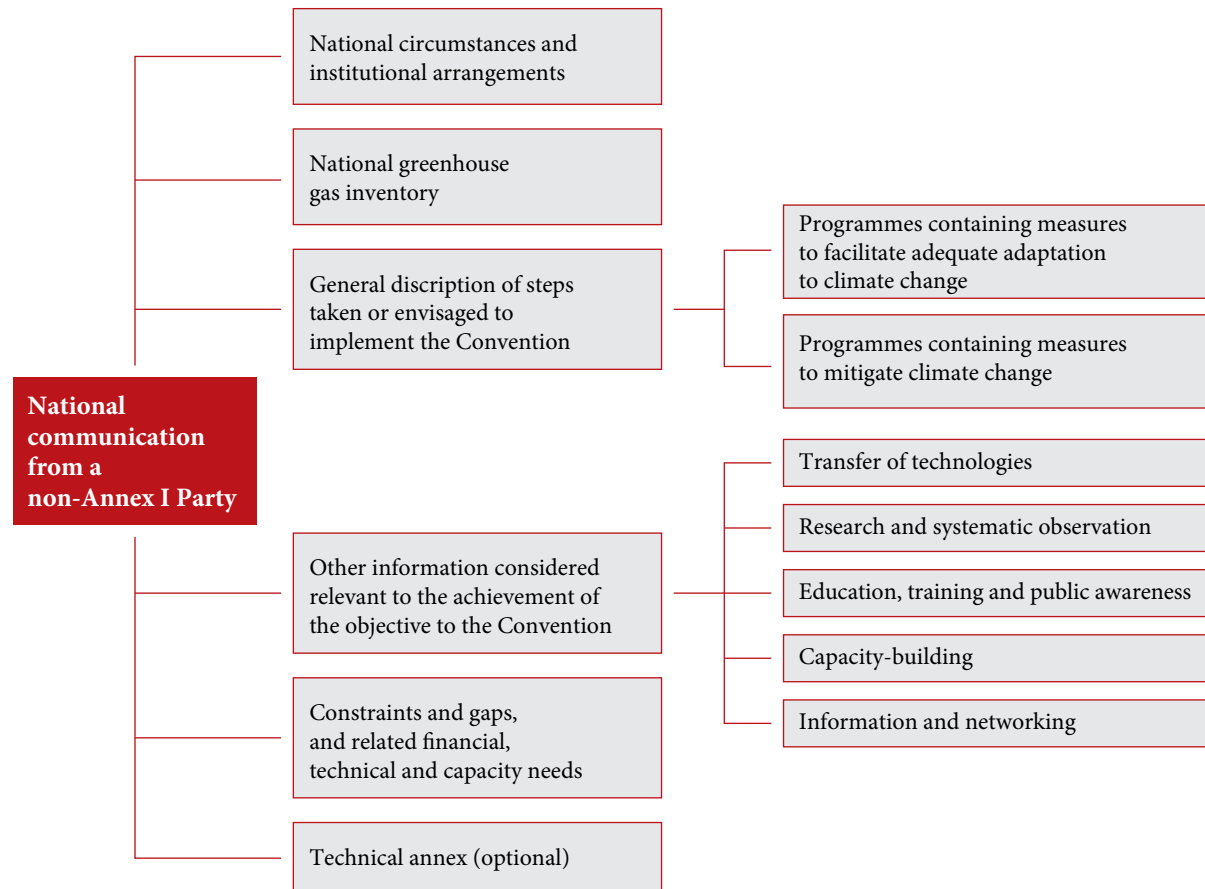 National
communication
from a
non-Annex I Party
National circumstances and
institutional arrangements
National greenhouse
gas inventory
General discription of steps
taken or envisaged to
implement the Convention
Programmes containing measures
to facilitate adequate adaptation
to climate change
Programmes containing measures
to mitigate climate change
Other information considered
relevant to the achievement of
the objective to the Convention
Transfer of technologies
Research and systematic observation
Education, training and public awareness
Capacity-building
Information and networking
Constraints and gaps,
and related financial,
technical and capacity needs
Technical annex (optional)